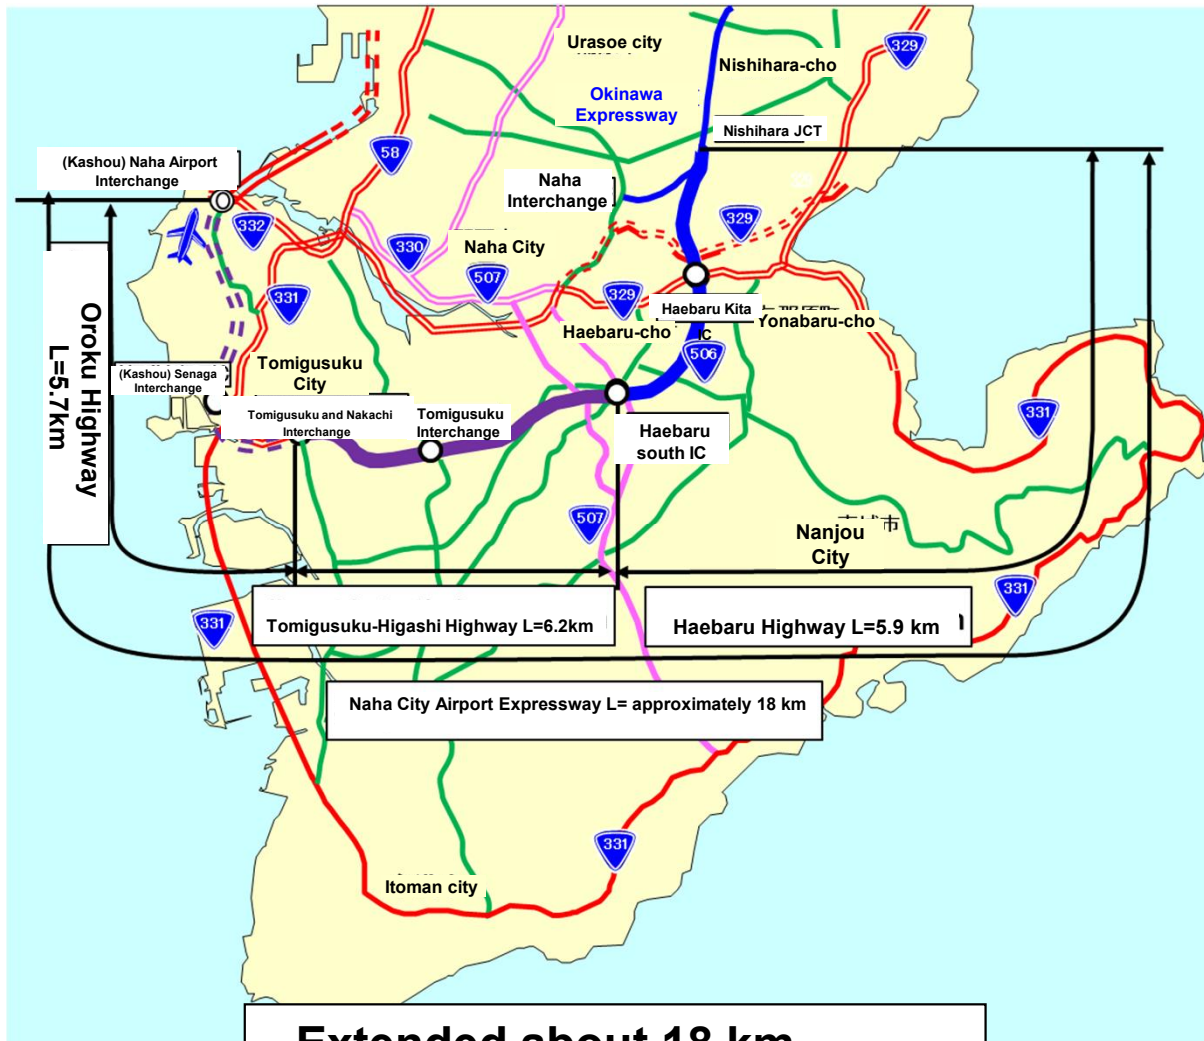 Urasoe city
329
Nishihara-cho
Okinawa
Expressway
Nishihara JCT
58
(Kashou) Naha Airport
Interchange
Naha
Interchange
332
330
Naha City
329
507
331
329
Haebaru Kita
IC
Yonabaru-cho
Haebaru-cho
506
Oroku Highway
L=5.7km
Tomigusuku
City
(Kashou) Senaga
Interchange
Tomigusuku and Nakachi
Interchange
Tomigusuku
Interchange
Haebaru
south IC
331
507
Nanjou
City
331
331
Tomigusuku-Higashi Highway L=6.2km
Haebaru Highway L=5.9 km
Naha City Airport Expressway L= approximately 18 km
331
Itoman city
Extended about 18 km